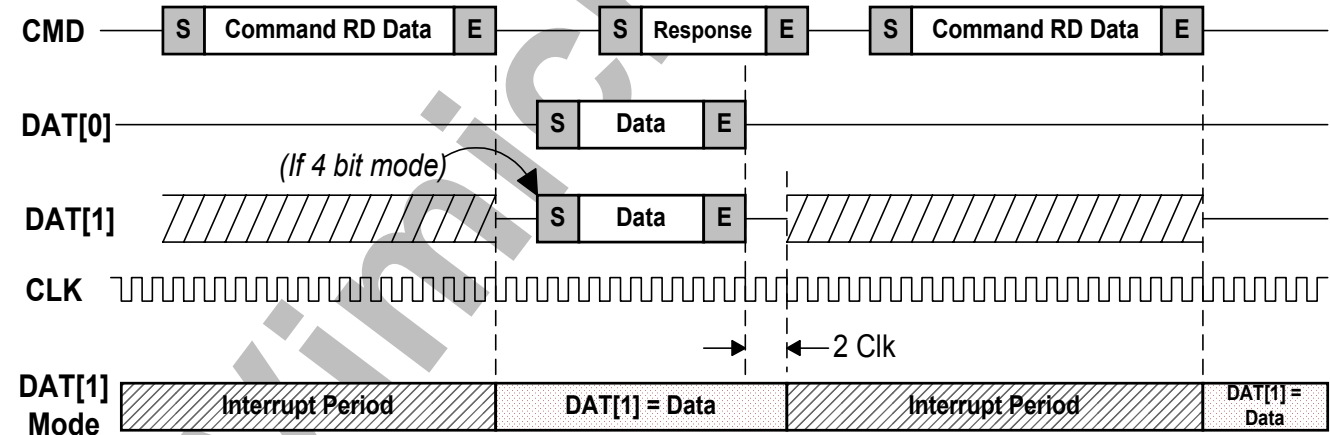 CMD S Command RD Data E S Response E S Command RD Data E
DAT[0] S Data E
(If 4 bit mode)
DAT[1] S Data E
CLK
2 Clk
DAT[1] Mode Interrupt Period DAT[1] = Data Interrupt Period DAT[1] = Data